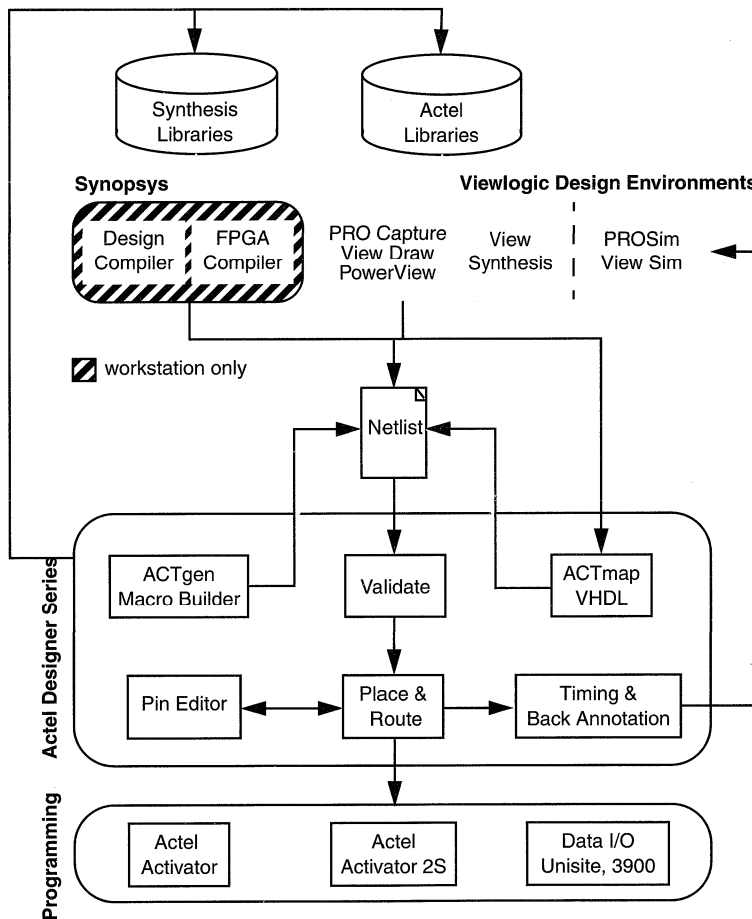 Synthesis
Libraries
Actel
Libraries
Synopsys
Viewlogic Design Environments
Design
Compiler
FPGA
Compiler
PRO Capture
View Draw
PowerView
View
Synthesis
PROSim
View Sim
workstation only
Netlist
Actel Designer Series
ACTgen
Macro Builder
Validate
ACTmap
VHDL
Pin Editor
Place &
Route
Timing &
Back Annotation
Programming
Actel
Activator
Actel
Activator 2S
Data I/O
Unisite, 3900